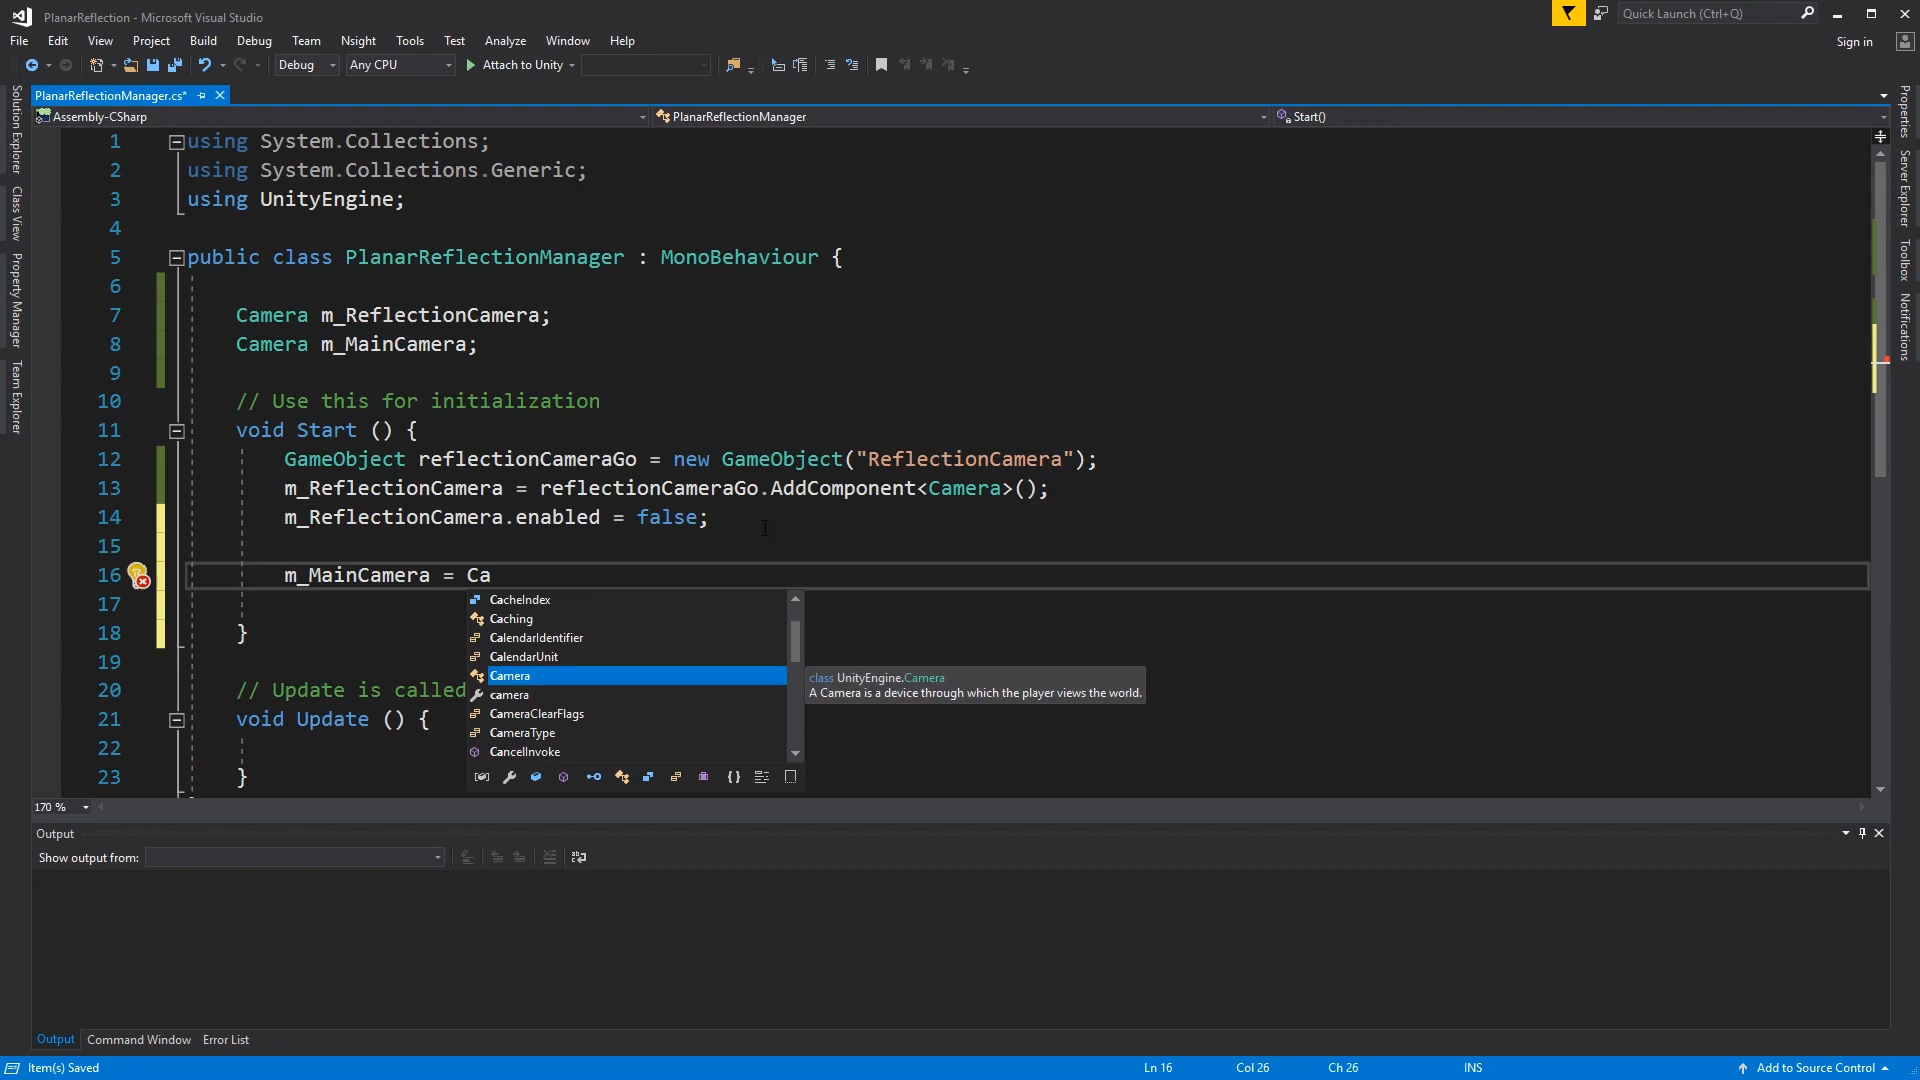 PlanarReflection - Microsoft Visual Studio
Quick Launch (Ctrl+Q)
File Edit View Project Build Debug Team Nsight Tools Test Analyze Window Help
Sign in
Debug Any CPU Attach to Unity
PlanarReflectionManager.cs*
Assembly-CSharp PlanarReflectionManager Start()
Solution Explorer
Class View
Property Manager
Team Explorer
Properties
Server Explorer
Toolbox
Notifications
1 using System.Collections;
2 using System.Collections.Generic;
3 using UnityEngine;
4
5 public class PlanarReflectionManager : MonoBehaviour {
6
7 Camera m_ReflectionCamera;
8 Camera m_MainCamera;
9
10 // Use this for initialization
11 void Start () {
12 GameObject reflectionCameraGo = new GameObject("ReflectionCamera");
13 m_ReflectionCamera = reflectionCameraGo.AddComponent<Camera>();
14 m_ReflectionCamera.enabled = false;
15
16 m_MainCamera = Ca
17
18 }
19
20 // Update is called
21 void Update () {
22
23 }
CacheIndex
Caching
CalendarIdentifier
CalendarUnit
Camera
camera
CameraClearFlags
CameraType
CancelInvoke
class UnityEngine.Camera
A Camera is a device through which the player views the world.
170 %
Output
Show output from:
Output Command Window Error List
Item(s) Saved Ln 16 Col 26 Ch 26 INS Add to Source Control